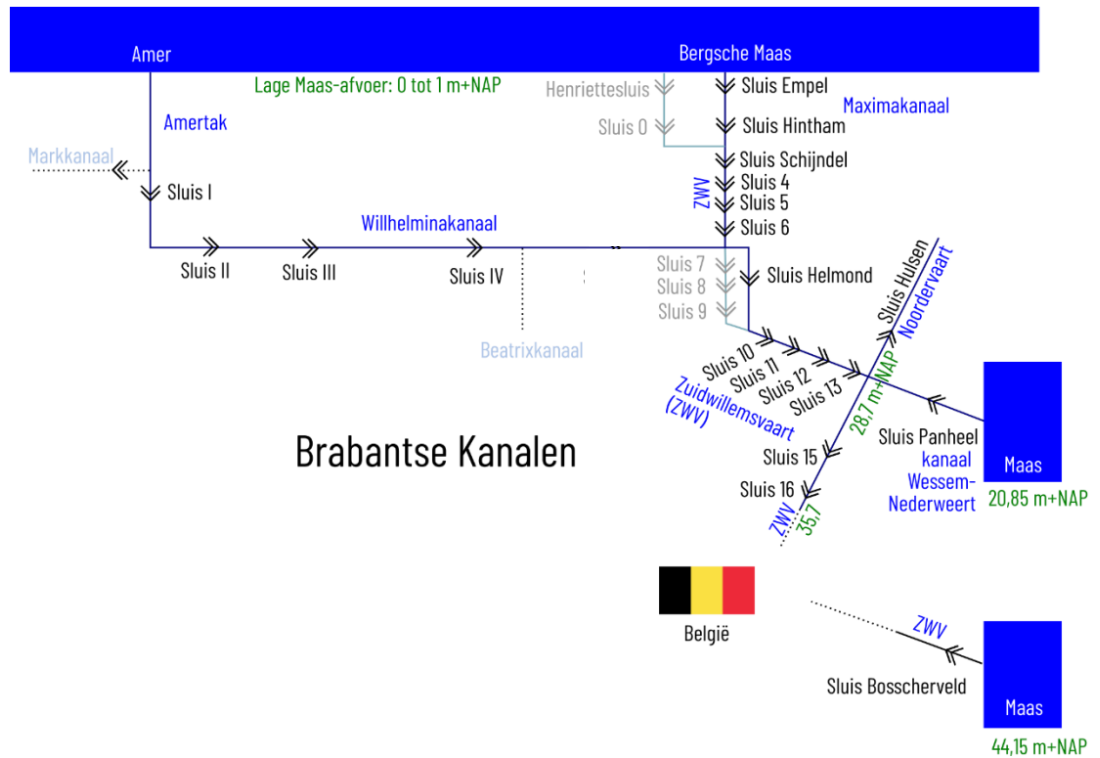 Amer
Bergsche Maas
Lage Maas-afvoer: 0 tot 1 m+NAP
Henriettesluis
Sluis Empel
Maximakanaal
Amertak
Sluis 0
Sluis Hintham
Markkanaal
Sluis Schijndel
Sluis I
ZWV
Sluis 4
Sluis 5
Sluis 6
Willhelminakanaal
Sluis II
Sluis III
Sluis IV
Sluis 7
Sluis 8
Sluis 9
Sluis Helmond
Sluis Hulsen
Noordervaart
Beatrixkanaal
Sluis 10
Sluis 11
Sluis 12
Sluis 13
28,7 m+NAP
Zuidwillemsvaart
(ZWV)
Brabantse Kanalen
Sluis Panheel
kanaal
Wessem-
Nederweert
Maas
20,85 m+NAP
Sluis 15
Sluis 16
ZWV
35,7
België
ZWV
Sluis Bosscherveld
Maas
44,15 m+NAP